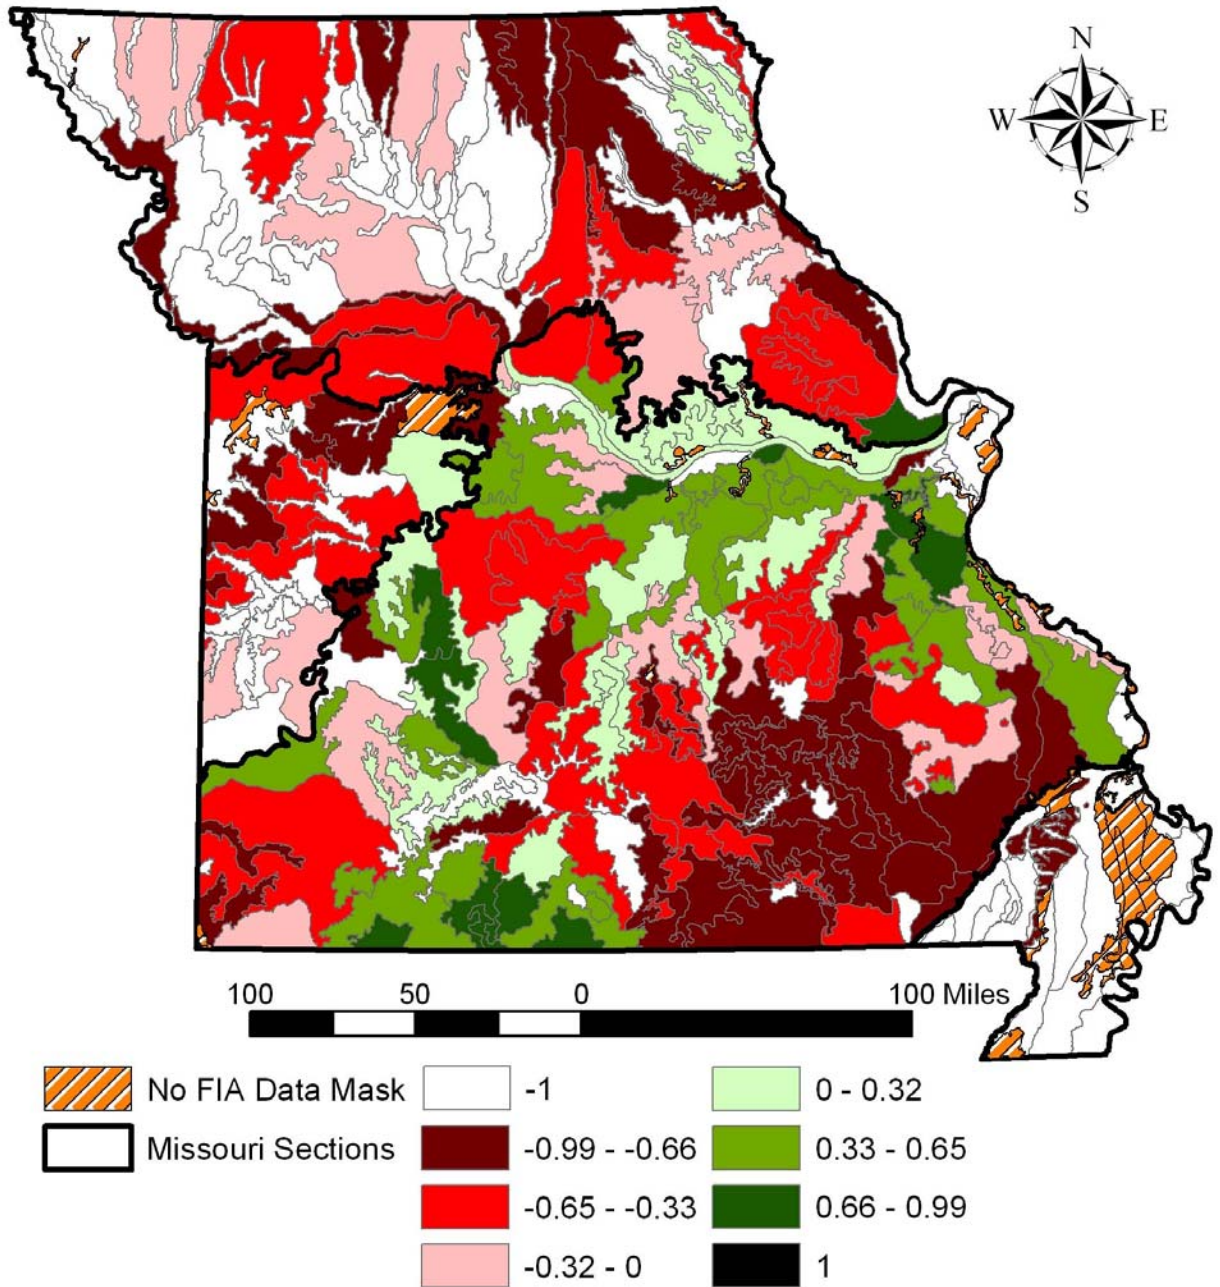 N
W E
S
100 50 0 100 Miles
No FIA Data Mask -1 0 - 0.32
Missouri Sections -0.99 - -0.66 0.33 - 0.65
-0.65 - -0.33 0.66 - 0.99
-0.32 - 0 1